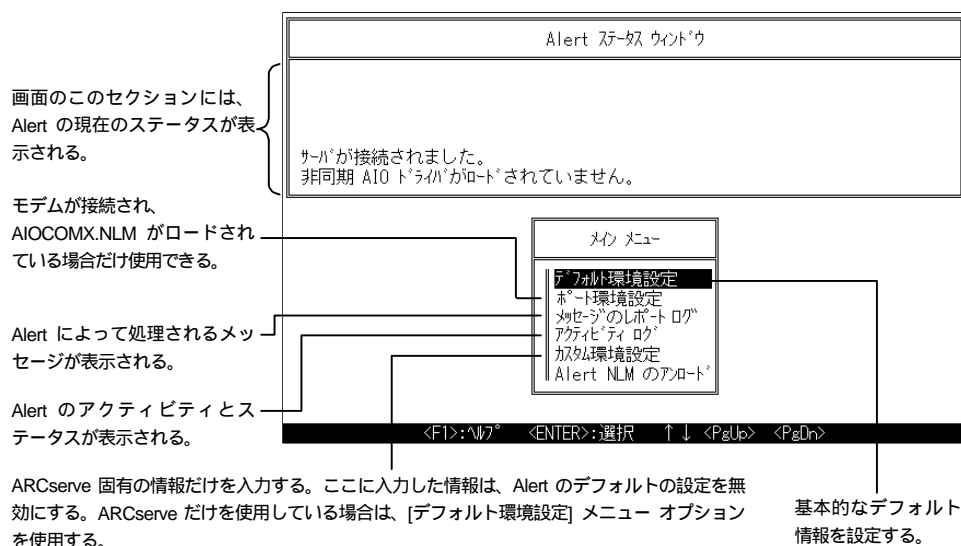 Alert ｽﾃｰﾀｽ ｳｨﾝﾄﾞｳ
画面のこのセクションには、
Alert の現在のステータスが表
示される。
ｻｰﾊﾞが接続されました。
非同期 AIO ﾄﾞﾗｲﾊﾞがﾛｰﾄﾞされていません。
モデムが接続され、
AIOCOMX.NLM がロードされ
ている場合だけ使用できる。
ﾒｲﾝ ﾒﾆｭｰ
ﾃﾞﾌｫﾙﾄ環境設定
ﾎﾟｰﾄ環境設定
ﾒｯｾｰｼﾞのﾚﾎﾟｰﾄ ﾛｸﾞ
ｱｸﾃｨﾋﾞﾃｨ ﾛｸﾞ
ｶｽﾀﾑ環境設定
Alert NLM のｱﾝﾛｰﾄﾞ
Alert によって処理されるメッ
セージが表示される。
Alert のアクティビティとス
テータスが表示される。
<F1>:ﾍﾙﾌﾟ <ENTER>:選択 ↑↓ <PgUp> <PgDn>
ARCserve 固有の情報だけを入力する。ここに入力した情報は、Alert のデフォルトの設定を無
効にする。ARCserve だけを使用している場合は、[デフォルト環境設定] メニュー オプション
を使用する。
基本的なデフォルト
情報を設定する。